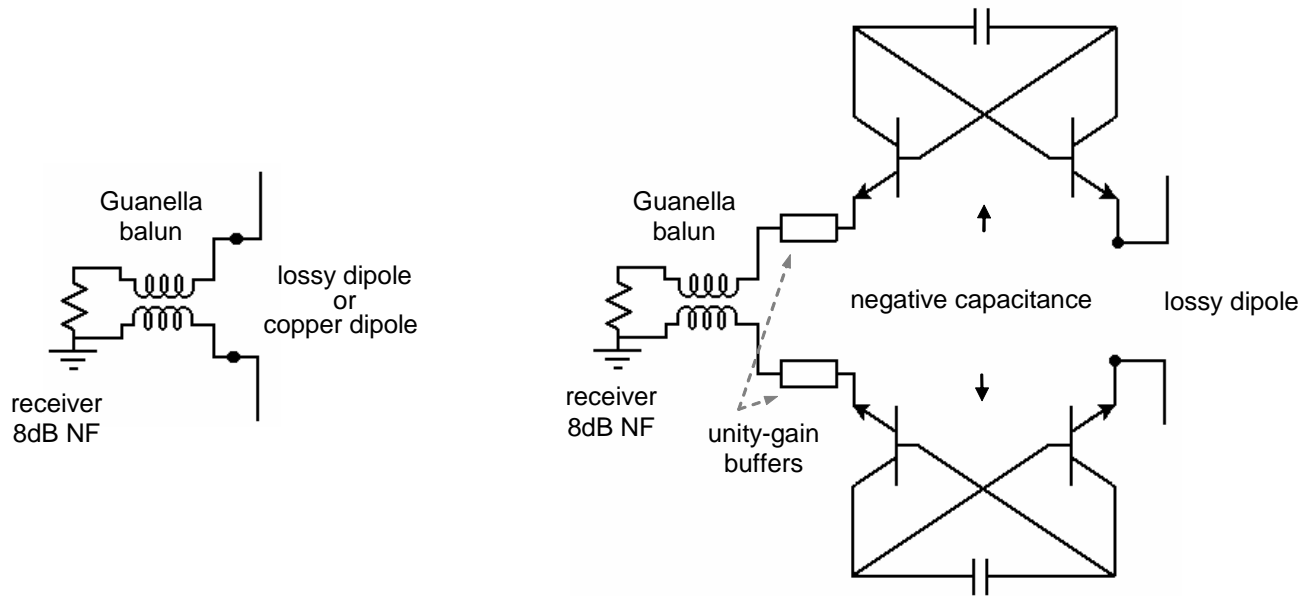 Guanella
balun
lossy dipole
or
copper dipole
receiver
8dB NF
Guanella
balun
negative capacitance
lossy dipole
receiver
8dB NF
unity-gain
buffers